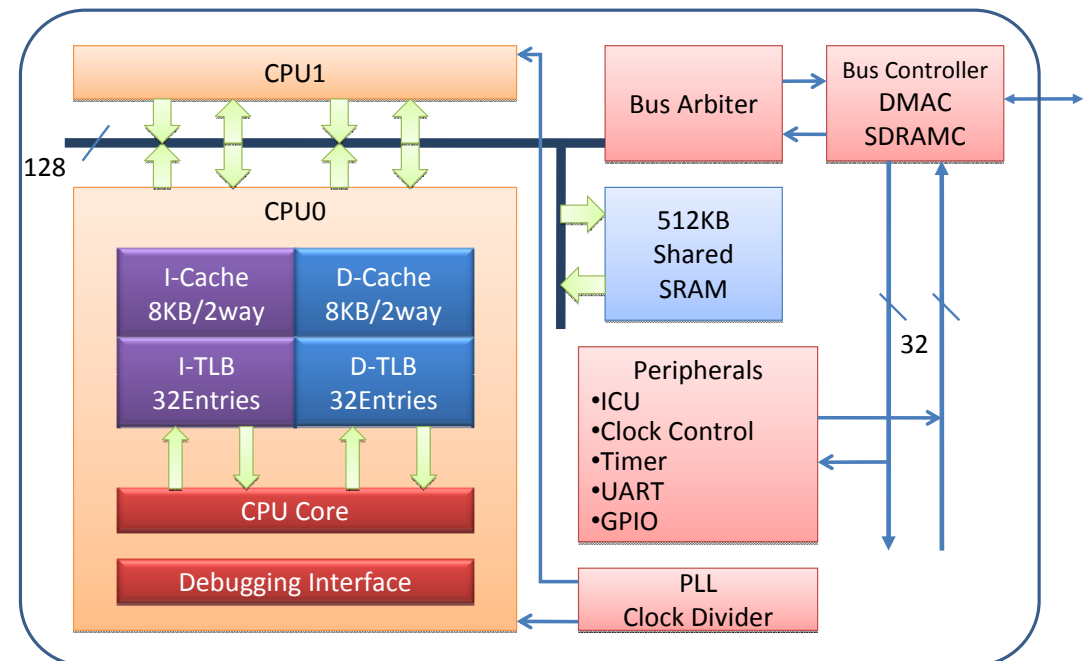 CPU1
128
CPU0
I-Cache
8KB/2way
D-Cache
8KB/2way
I-TLB
32Entries
D-TLB
32Entries
CPU Core
Debugging Interface
Bus Arbiter
Bus Controller
DMAC
SDRAMC
512KB
Shared
SRAM
32
Peripherals
•ICU
•Clock Control
•Timer
•UART
•GPIO
PLL
Clock Divider